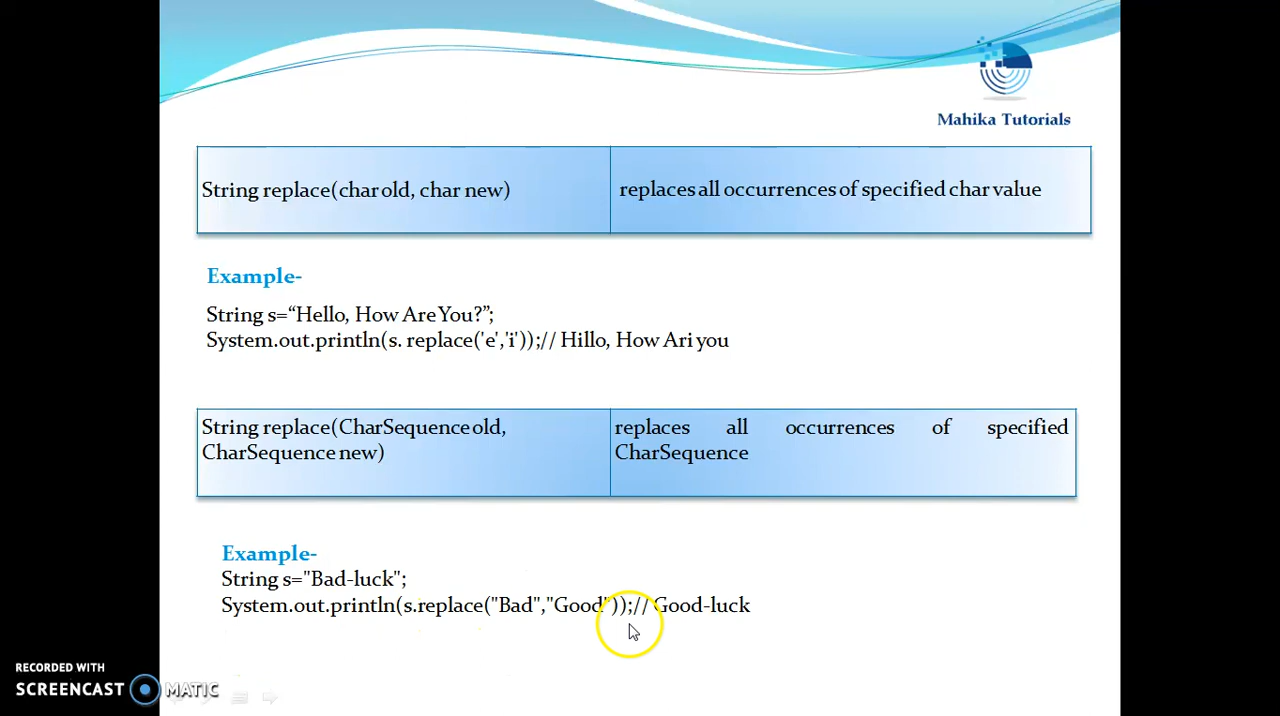 Mahika Tutorials
String replace(char old, char new)
replaces all occurrences of specified char value
Example-
String s=“Hello, How Are You?”;
System.out.println(s. replace('e','i'));// Hillo, How Ari you
String replace(CharSequence old,
CharSequence new)
replaces all occurrences of specified
CharSequence
Example-
String s="Bad-luck";
System.out.println(s.replace("Bad","Good"));// Good-luck
RECORDED WITH
SCREENCAST MATIC